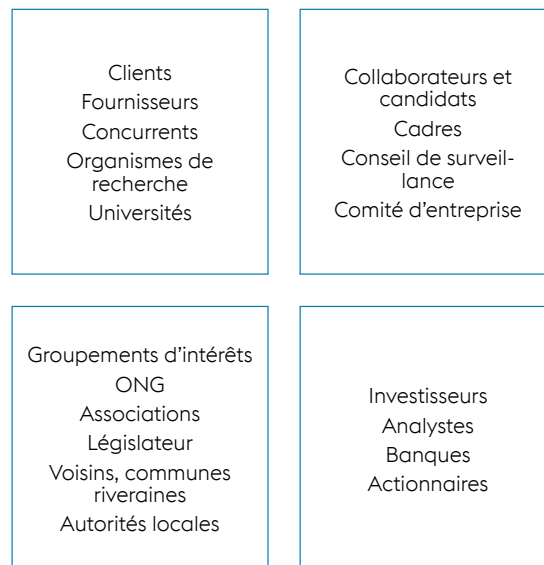 Clients
Fournisseurs
Concurrents
Organismes de
recherche
Universités
Collaborateurs et
candidats
Cadres
Conseil de surveil-
lance
Comité d'entreprise
Groupements d'intérêts
ONG
Associations
Législateur
Voisins, communes
riveraines
Autorités locales
Investisseurs
Analystes
Banques
Actionnaires